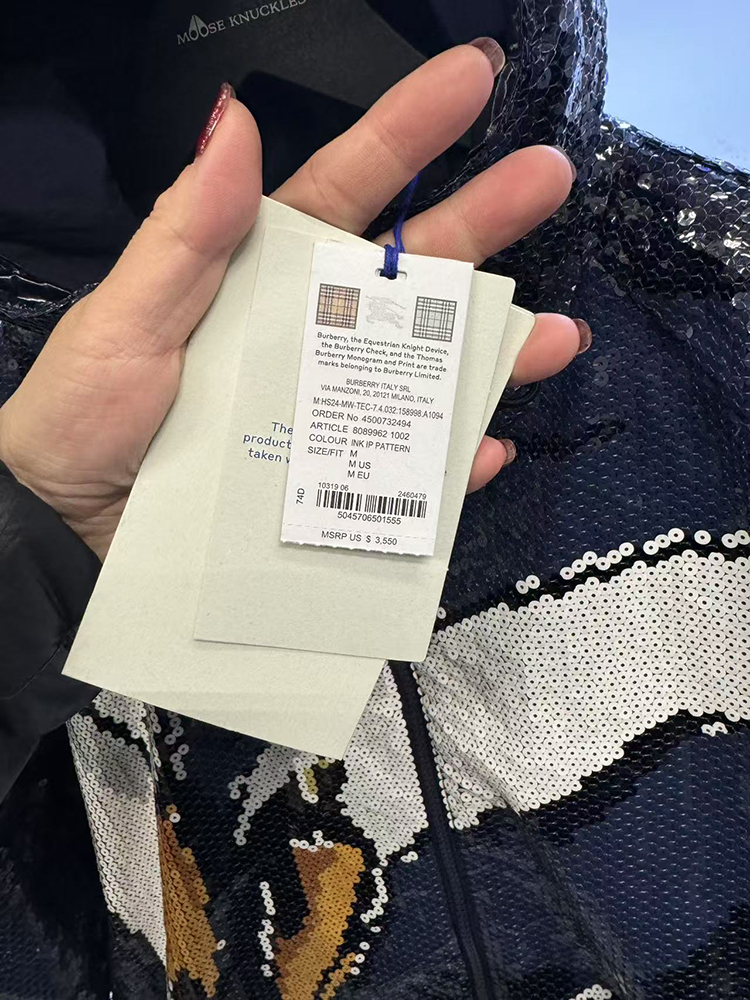 MOOSE KNUCKLES
Burberry, the Equestrian Knight Device,
the Burberry Check, and the Thomas
Burberry Monogram and Print are trade
marks belonging to Burberry Limited.
BURBERRY ITALY SRL
VIA MANZONI, 20, 20121 MILANO, ITALY
M:HS24-MW-TEC-7.4.032:158998:A1094
ORDER No 4500732494
ARTICLE 8089962 1002
COLOUR INK IP PATTERN
SIZE/FIT M
M US
M EU
74D
10319 06 2460479
5045706501555
MSRP US $ 3,550
The
product
taken